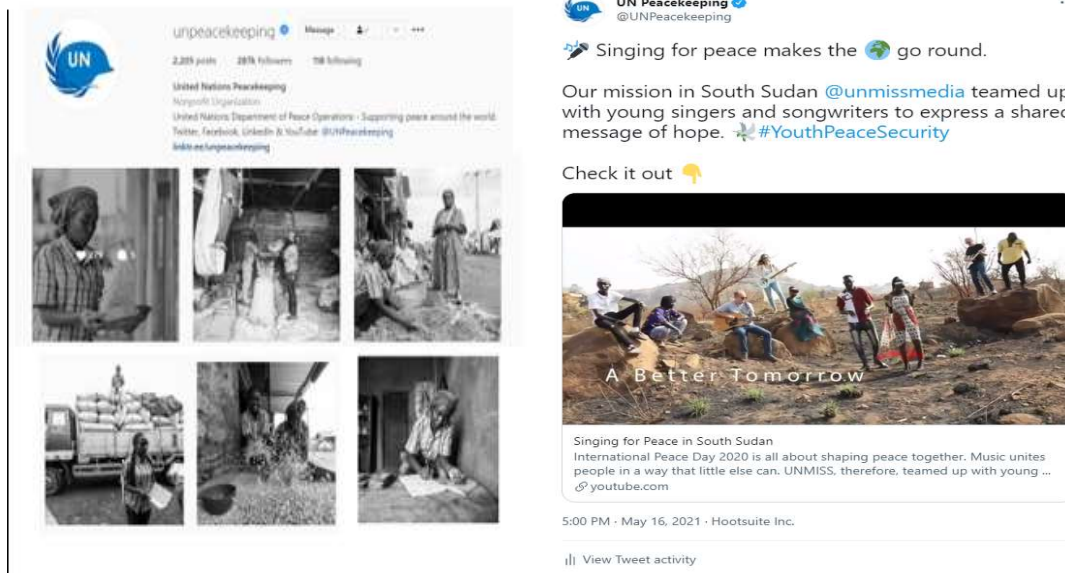 UN
unpeacekeeping
Message
2,205 posts 287k followers 118 following
United Nations Peacekeeping
Nonprofit Organization
United Nations Department of Peace Operations - Supporting peace around the world.
Twitter, Facebook, LinkedIn & YouTube: @UNPeacekeeping
linktr.ee/unpeacekeeping
UN
UN Peacekeeping
@UNPeacekeeping
Singing for peace makes the 🌍 go round.
Our mission in South Sudan @unmissmedia teamed up
with young singers and songwriters to express a shared
message of hope. 🕊 #YouthPeaceSecurity
Check it out 👇
A Better Tomorrow
Singing for Peace in South Sudan
International Peace Day 2020 is all about shaping peace together. Music unites
people in a way that little else can. UNMISS, therefore, teamed up with young ...
youtube.com
5:00 PM · May 16, 2021 · Hootsuite Inc.
View Tweet activity